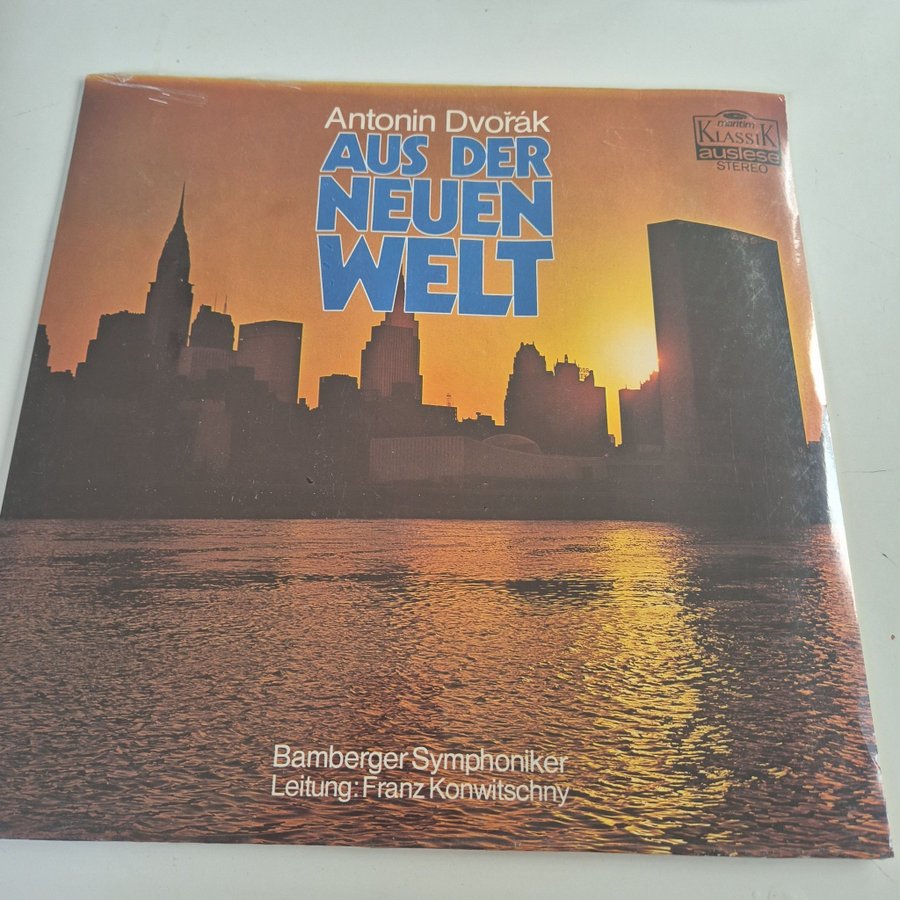 Antonin Dvořák
AUS DER
NEUEN
WELT
maritim
KLASSIK
auslese
STEREO
Bamberger Symphoniker
Leitung: Franz Konwitschny